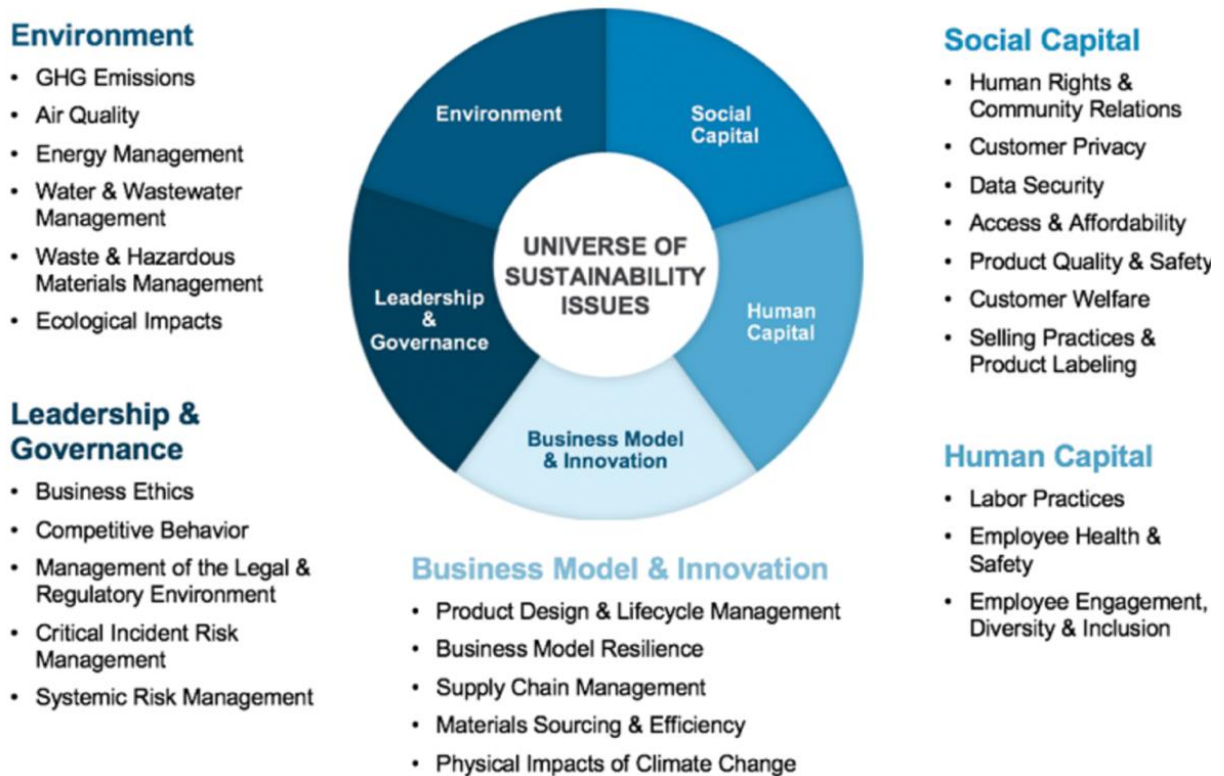 Environment
• GHG Emissions
• Air Quality
• Energy Management
• Water & Wastewater
Management
• Waste & Hazardous
Materials Management
• Ecological Impacts
Leadership &
Governance
• Business Ethics
• Competitive Behavior
• Management of the Legal &
Regulatory Environment
• Critical Incident Risk
Management
• Systemic Risk Management
Environment
Social
Capital
UNIVERSE OF
SUSTAINABILITY
ISSUES
Leadership
&
Governance
Human
Capital
Business Model
& Innovation
Business Model & Innovation
• Product Design & Lifecycle Management
• Business Model Resilience
• Supply Chain Management
• Materials Sourcing & Efficiency
• Physical Impacts of Climate Change
Social Capital
• Human Rights &
Community Relations
• Customer Privacy
• Data Security
• Access & Affordability
• Product Quality & Safety
• Customer Welfare
• Selling Practices &
Product Labeling
Human Capital
• Labor Practices
• Employee Health &
Safety
• Employee Engagement,
Diversity & Inclusion